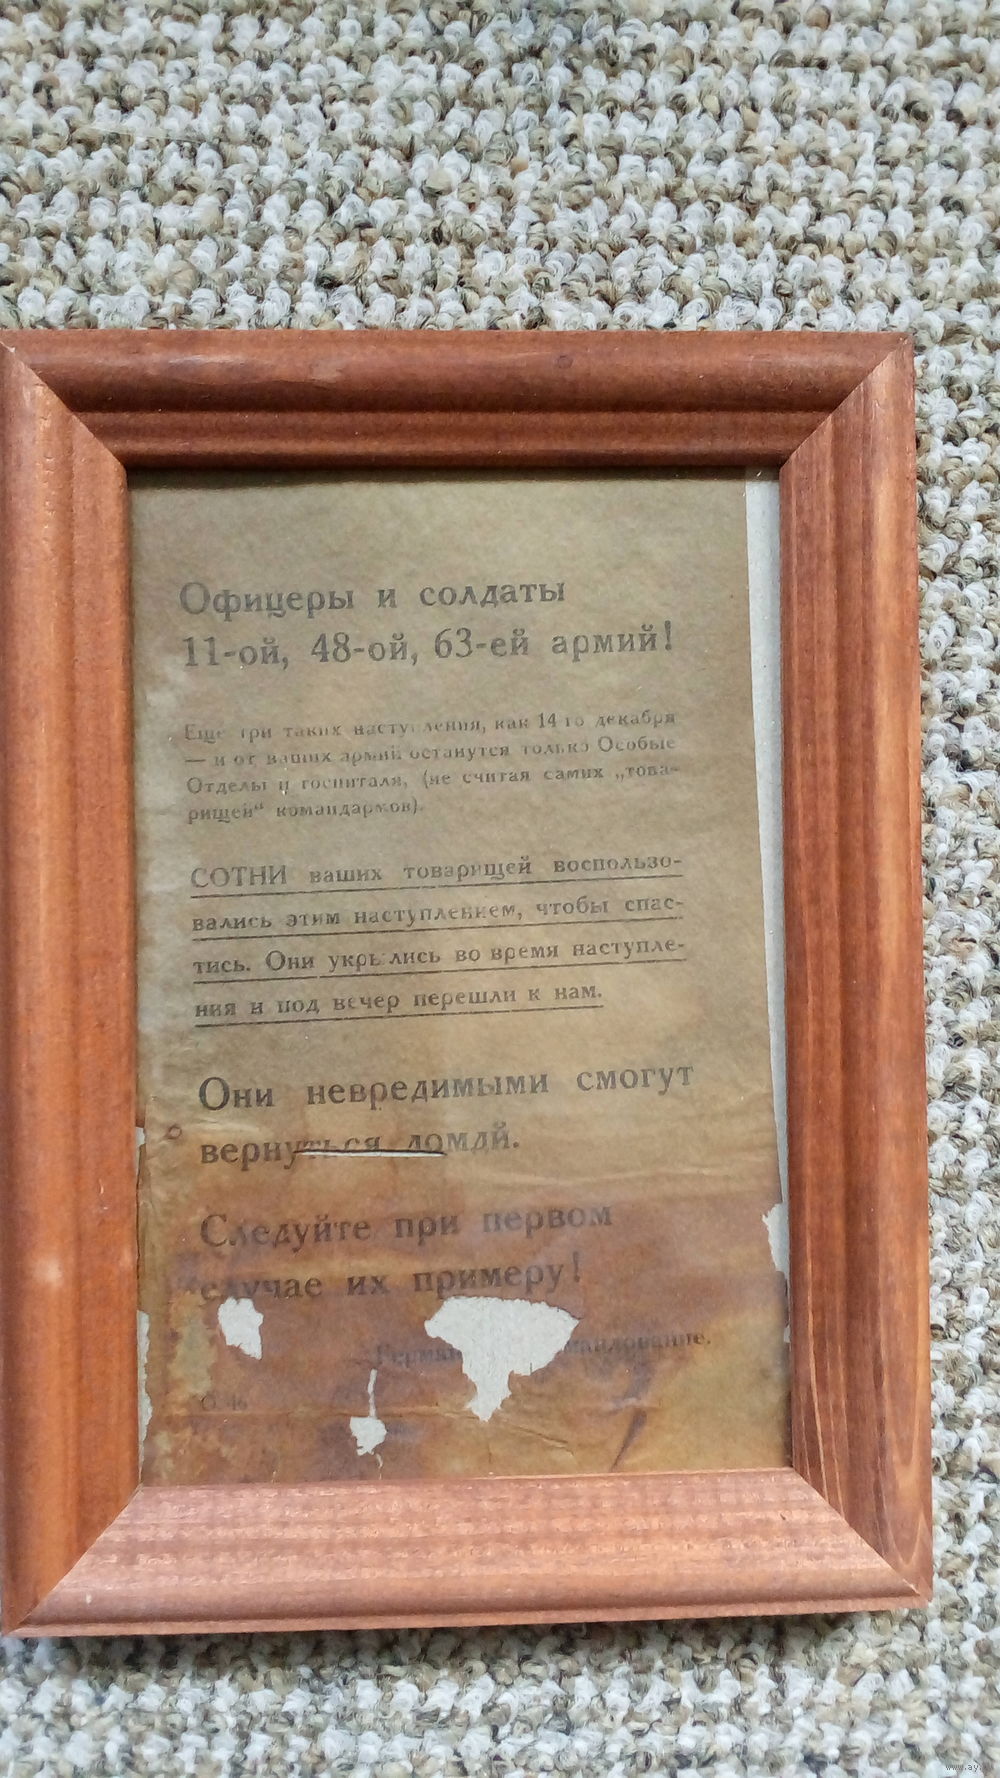 Офицеры и солдаты
11-ой, 48-ой, 63-ей армий!
Еще три таких наступления, как 14-го декабря
— и от ваших армий останутся только Особые
Отделы и госпиталя, (не считая самих „това-
рищей“ командармов).
СОТНИ ваших товарищей воспользо-
вались этим наступлением, чтобы спас-
тись. Они укрылись во время наступле-
ния и под вечер перешли к нам.
Они невредимыми смогут
вернуться домай.
Следуйте при первом
случае их примеру!